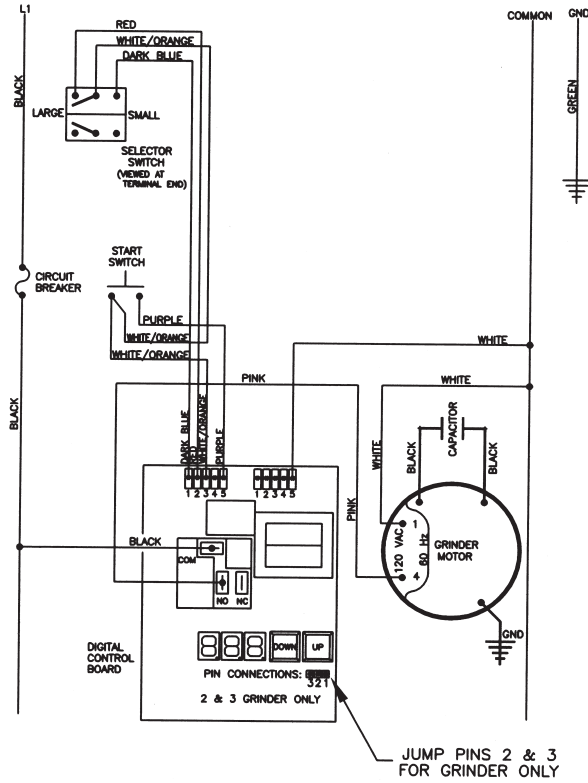 L1
COMMON
GND
RED
WHITE/ORANGE
DARK BLUE
BLACK
GREEN
LARGE
SMALL
SELECTOR
SWITCH
(VIEWED AT
TERMINAL END)
START
SWITCH
CIRCUIT
BREAKER
PURPLE
WHITE/ORANGE
WHITE/ORANGE
WHITE
PINK
WHITE
BLACK
DARK BLUE
RED
WHITE/ORANGE
PURPLE
WHITE
BLACK
CAPACITOR
BLACK
1 2 3 4 5
1 2 3 4 5
PINK
1
120 VAC
60 Hz
GRINDER
MOTOR
4
BLACK
COM
NO
NC
GND
DIGITAL
CONTROL
BOARD
8 8 8
DOWN
UP
PIN CONNECTIONS:
321
2 & 3 GRINDER ONLY
JUMP PINS 2 & 3
FOR GRINDER ONLY